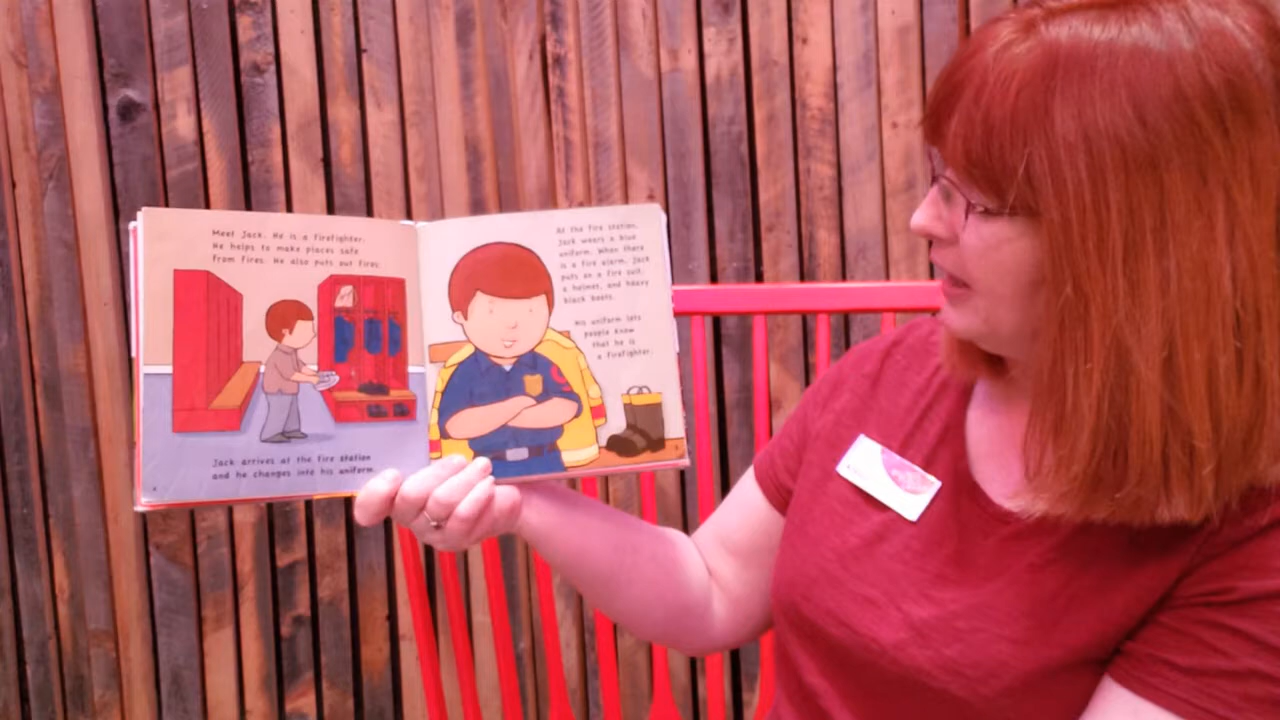 Meet Jack. He is a firefighter.
He helps to make places safe
from fires. He also puts out fires.
Jack arrives at the fire station
and he changes into his uniform.
At the fire station,
Jack wears a blue
uniform. When there
is a fire alarm, Jack
puts on a fire suit,
a helmet, and heavy
black boots.
His uniform lets
people know
that he is
a firefighter.